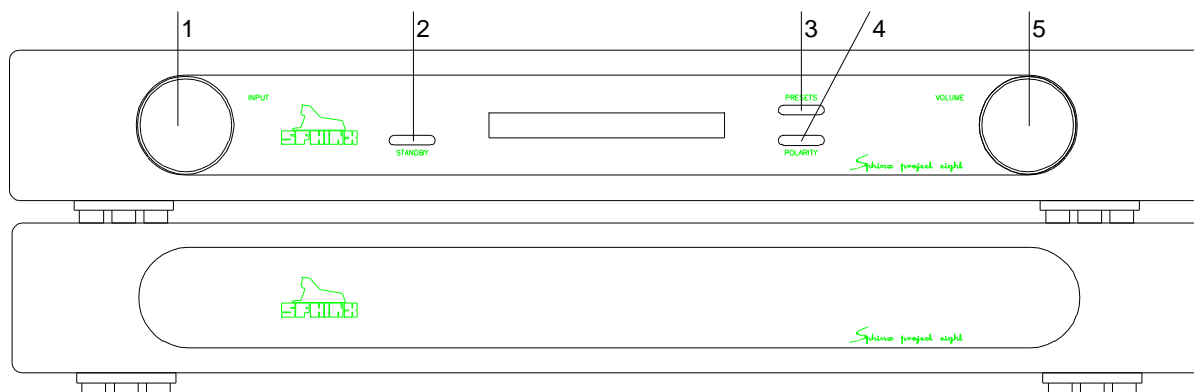 1 2 3 4 5
INPUT PRESETS VOLUME
SPHINX
STANDBY POLARITY
Sphinx project eight
SPHINX
Sphinx project eight